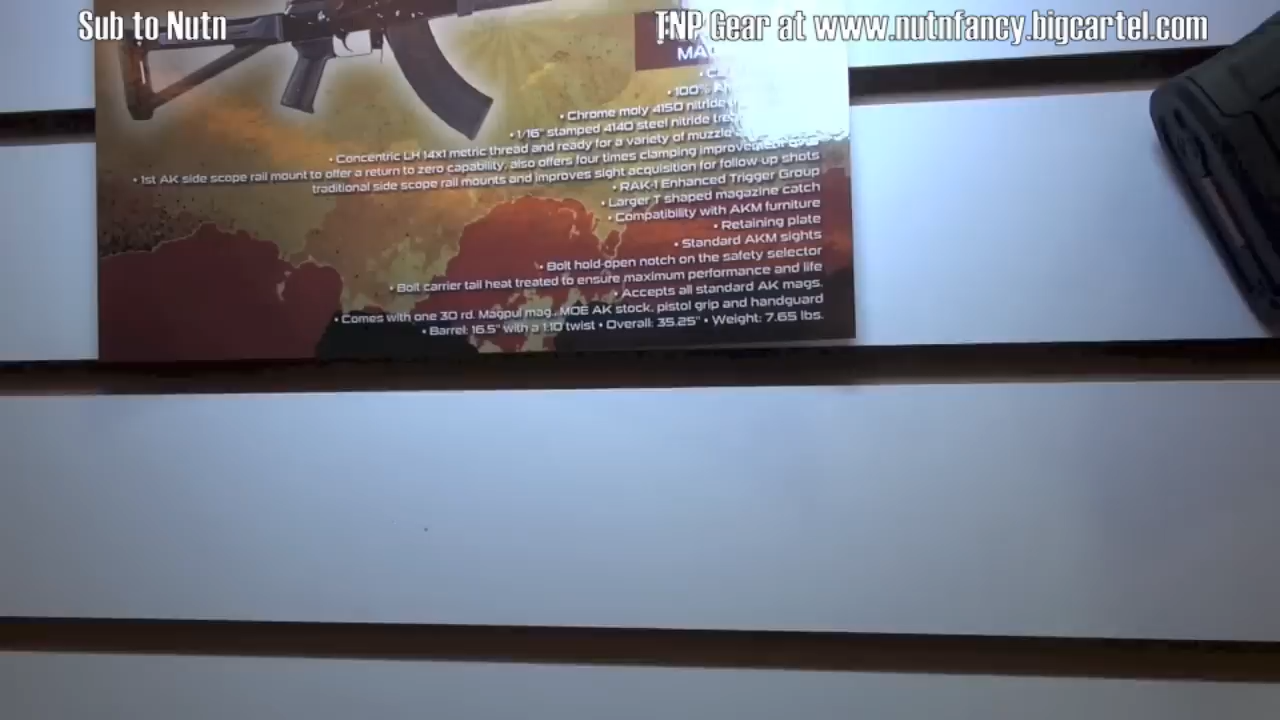 Sub to Nutn
TNP Gear at www.nutnfancy.bigcartel.com
MA
• 100%
• Chrome moly 4150 nitride
• 1/16" stamped 4140 steel nitride
• Concentric LH 14x1 metric thread and ready for a variety of muzzle
• 1st AK side scope rail mount to offer a return to zero capability, also offers four times clamping improvement over
traditional side scope rail mounts and improves sight acquisition for follow-up shots
• RAK-1 Enhanced Trigger Group
• Larger T shaped magazine catch
• Compatibility with AKM furniture
• Retaining plate
• Standard AKM sights
• Bolt hold-open notch on the safety selector
• Bolt carrier tail heat treated to ensure maximum performance and life
• Accepts all standard AK mags.
• Comes with one 30 rd. Magpul mag., MOE AK stock, pistol grip and handguard
• Barrel: 16.5" with a 1:10 twist • Overall: 35.25" • Weight: 7.65 lbs.